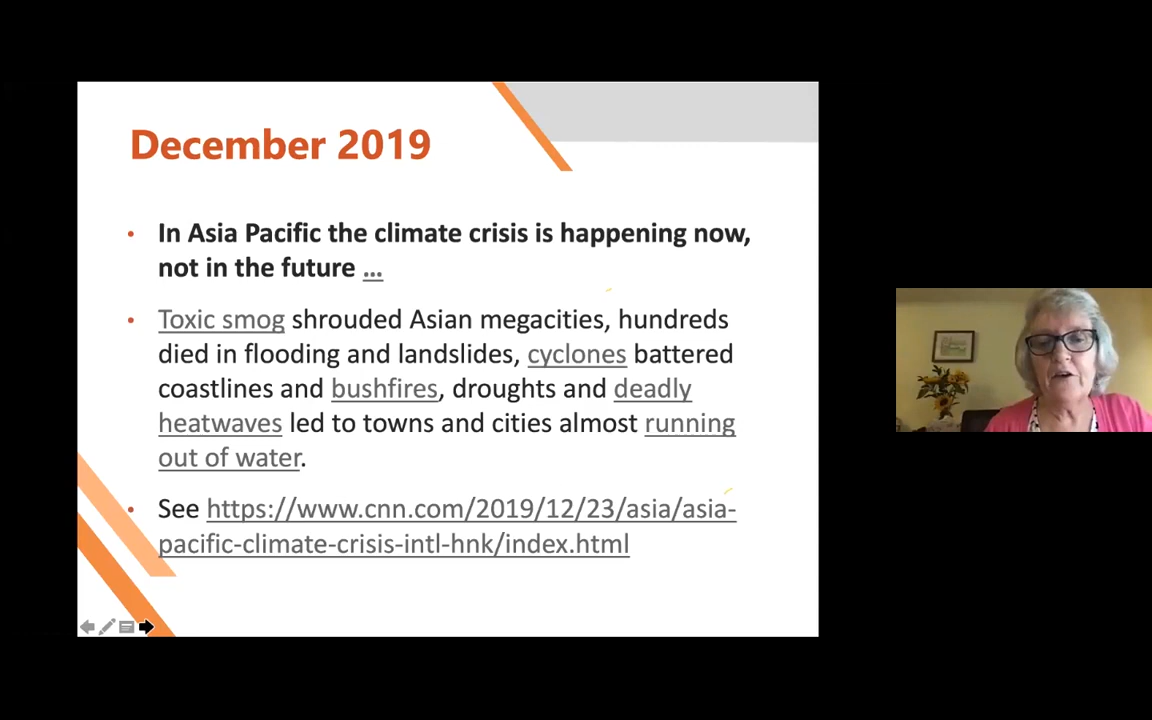 December 2019
• In Asia Pacific the climate crisis is happening now,
not in the future ...
• Toxic smog shrouded Asian megacities, hundreds
died in flooding and landslides, cyclones battered
coastlines and bushfires, droughts and deadly
heatwaves led to towns and cities almost running
out of water.
• See https://www.cnn.com/2019/12/23/asia/asia-
pacific-climate-crisis-intl-hnk/index.html